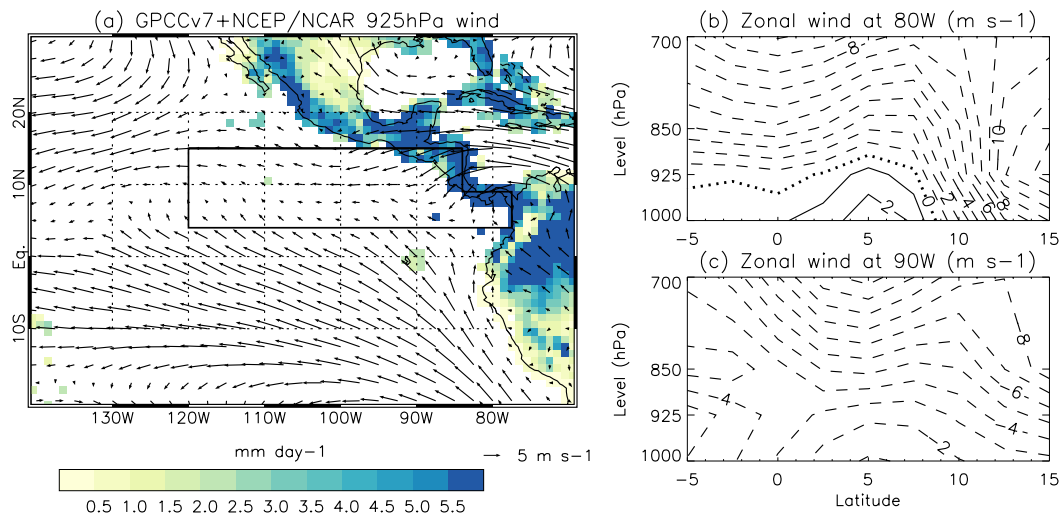 (a) GPCCv7+NCEP/NCAR 925hPa wind
20N
10N
Eq.
10S
130W 120W 110W 100W 90W 80W
mm day-1
5 m s-1
0.5 1.0 1.5 2.0 2.5 3.0 3.5 4.0 4.5 5.0 5.5
(b) Zonal wind at 80W (m s-1)
Level (hPa)
700
850
925
1000
8
10
2
0
2
4
6
8
-5 0 5 10 15
(c) Zonal wind at 90W (m s-1)
Level (hPa)
700
850
925
1000
8
6
4
4
2
-5 0 5 10 15
Latitude